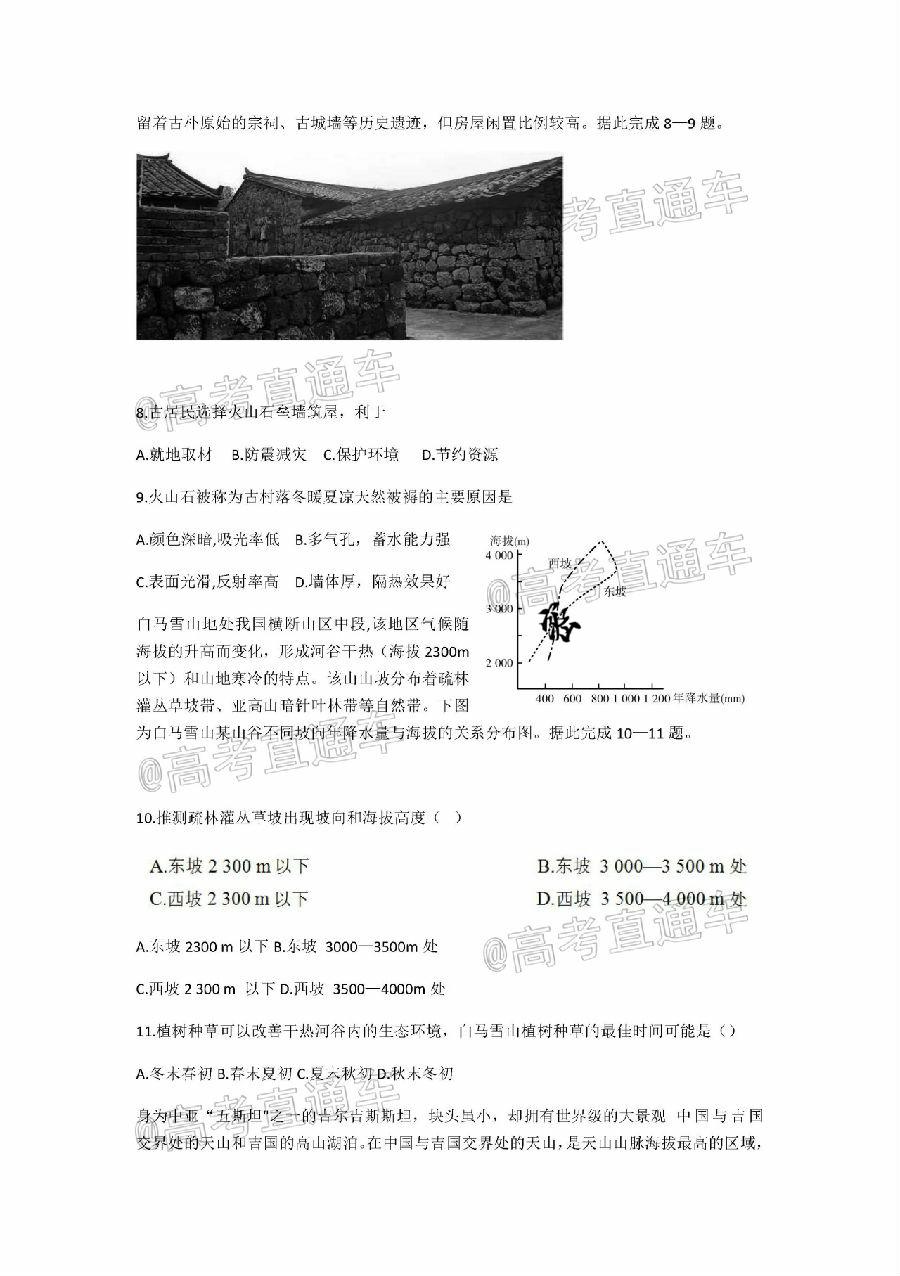 留着古朴原始的宗祠、古城墙等历史遗迹，但房屋闲置比例较高。据此完成 8—9 题。
@高考直通车
@高考直通车
8.古居民选择火山石垒墙筑屋，利于
A.就地取材 B.防震减灾 C.保护环境 D.节约资源
9.火山石被称为古村落冬暖夏凉天然被褥的主要原因是
A.颜色深暗,吸光率低 B.多气孔，蓄水能力强
C.表面光滑,反射率高 D.墙体厚，隔热效果好
海拔(m)
4 000
3 000
2 000
西坡
东坡
400 600 800 1 000 1 200 年降水量(mm)
@高考直通车
白马雪山地处我国横断山区中段,该地区气候随
海拔的升高而变化，形成河谷干热（海拔 2300m
以下）和山地寒冷的特点。该山山坡分布着疏林
灌丛草坡带、亚高山暗针叶林带等自然带。下图
为白马雪山某山谷不同坡向年降水量与海拔的关系分布图。据此完成 10—11 题。
@高考直通车
10.推测疏林灌丛草坡出现坡向和海拔高度（ ）
A.东坡 2 300 m 以下 B.东坡 3 000—3 500 m 处
C.西坡 2 300 m 以下 D.西坡 3 500—4 000 m 处
@高考直通车
A.东坡 2300 m 以下 B.东坡 3000—3500m 处
C.西坡 2 300 m 以下 D.西坡 3500—4000m 处
11.植树种草可以改善干热河谷内的生态环境，白马雪山植树种草的最佳时间可能是（）
A.冬末春初 B.春末夏初 C.夏末秋初 D.秋末冬初
@高考直通车
身为中亚“五斯坦"之一的吉尔吉斯斯坦，块头虽小，却拥有世界级的大景观 中国与吉国
交界处的天山和吉国的高山湖泊。在中国与吉国交界处的天山，是天山山脉海拔最高的区域，